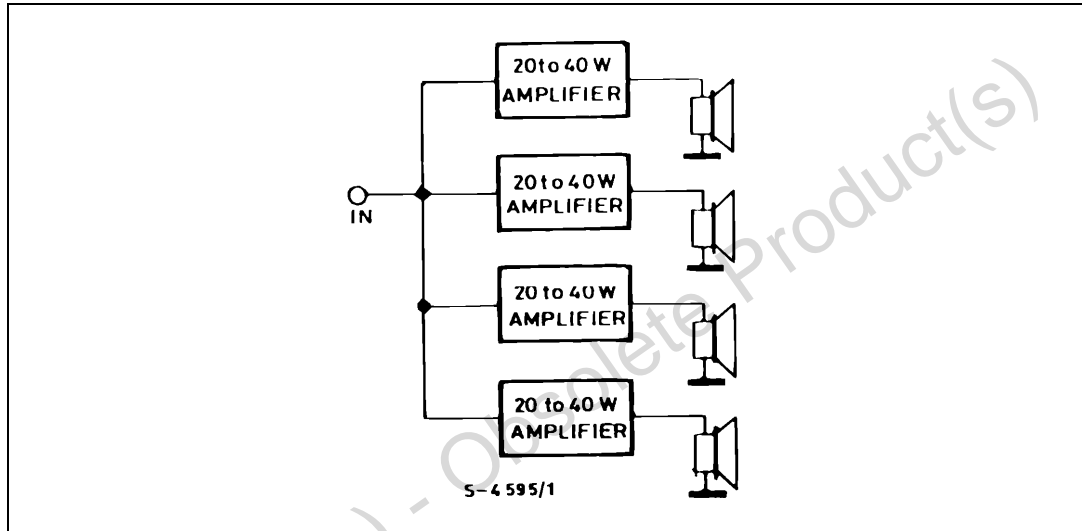 20 to 40 W
AMPLIFIER
20 to 40 W
AMPLIFIER
IN
20 to 40 W
AMPLIFIER
20 to 40 W
AMPLIFIER
S-4595/1
) - Obsolete Product(s)